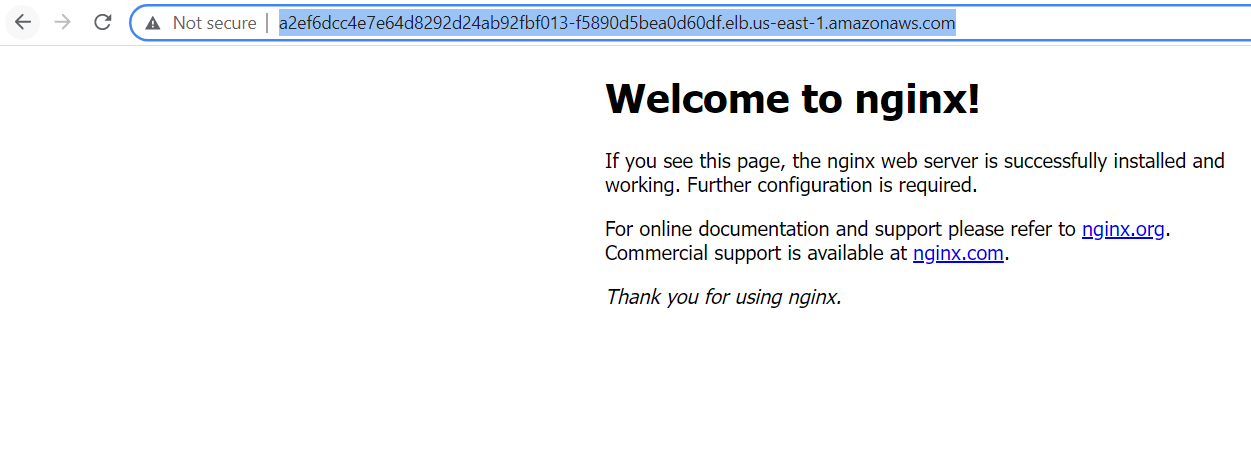 Not secure | a2ef6dcc4e7e64d8292d24ab92fbf013-f5890d5bea0d60df.elb.us-east-1.amazonaws.com
Welcome to nginx!
If you see this page, the nginx web server is successfully installed and
working. Further configuration is required.
For online documentation and support please refer to nginx.org.
Commercial support is available at nginx.com.
Thank you for using nginx.